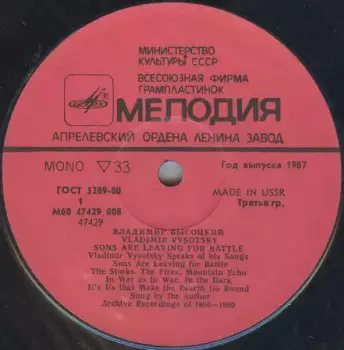 МИНИСТЕРСТВО
КУЛЬТУРЫ СССР
ВСЕСОЮЗНАЯ ФИРМА
ГРАМПЛАСТИНОК
МЕЛОДИЯ
АПРЕЛЕВСКИЙ ОРДЕНА ЛЕНИНА ЗАВОД
MONO ▽33
Год выпуска 1987
ГОСТ 5289-80
MADE IN USSR
1
Третья гр.
М60 47429 008
47429
ВЛАДИМИР ВЫСОЦКИЙ
VLADIMIR VYSOTSKY
SONS ARE LEAVING FOR BATTLE
Vladimir Vysotsky Speaks of his Songs
Sons Are Leaving for Battle
The Storks. The Fires. Mountain Echo
In War as in War. In the Dark
It's Us that Make the Earth Go Round
Sung by the Author
Archive Recordings of 1960—1980